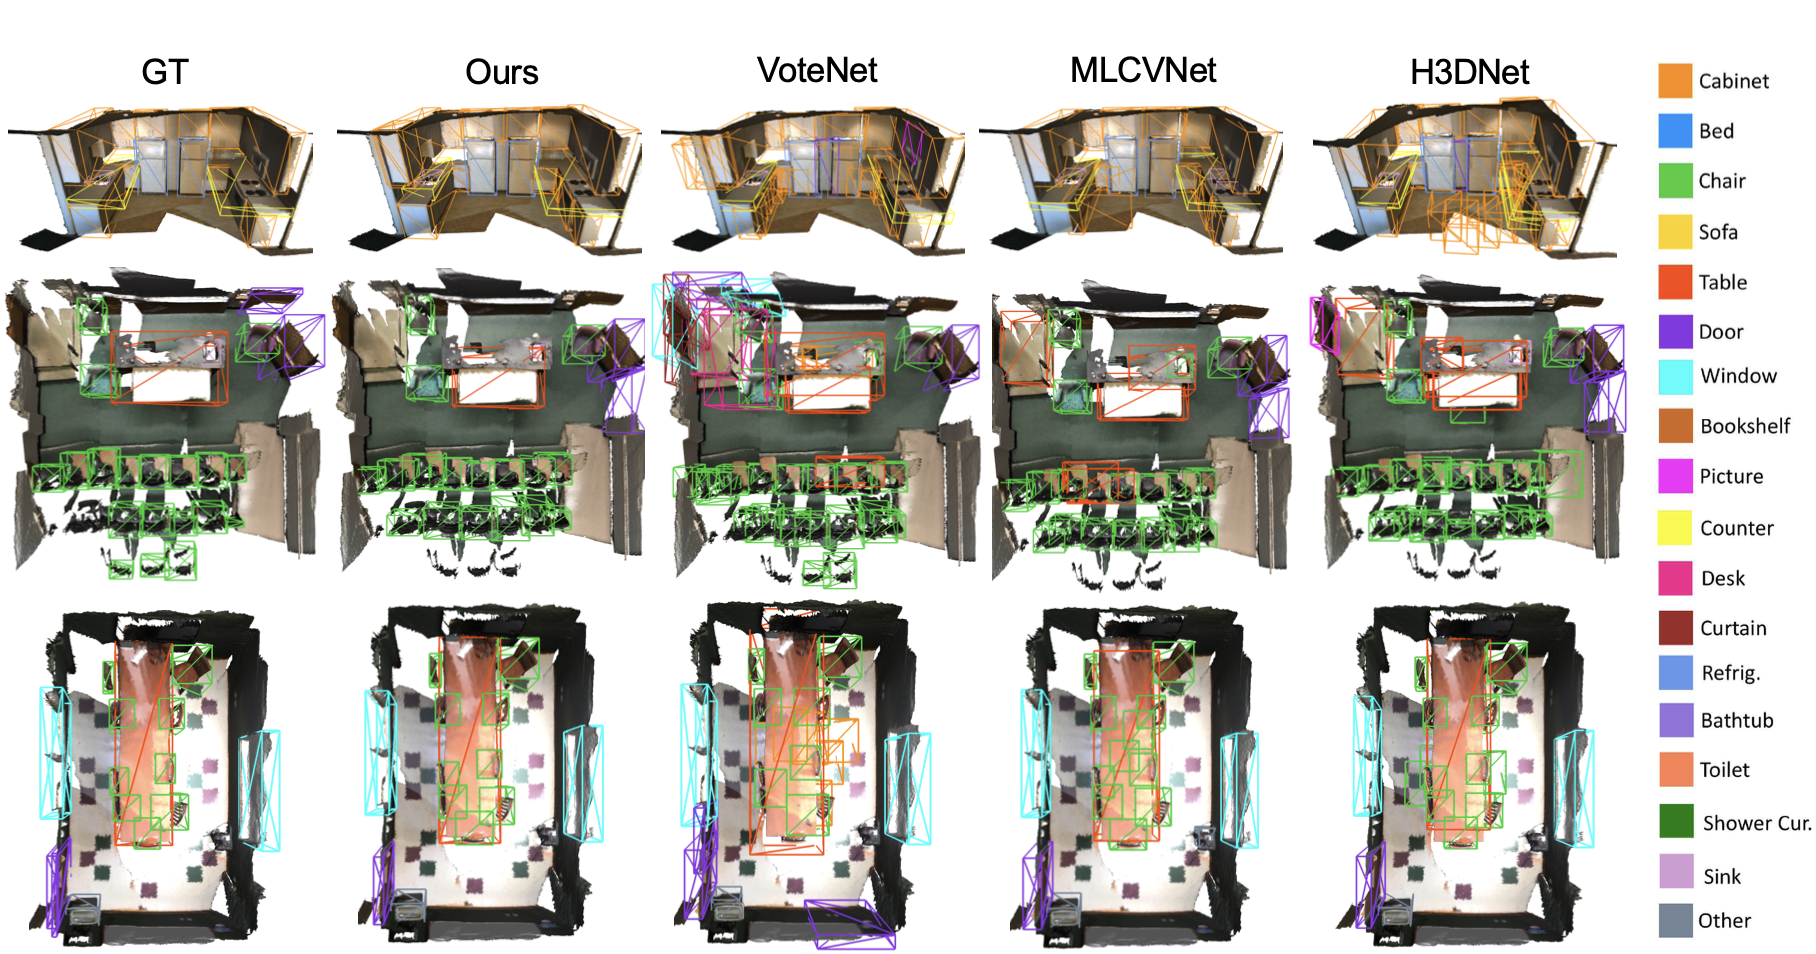 GT
Ours
VoteNet
MLCVNet
H3DNet
Cabinet
Bed
Chair
Sofa
Table
Door
Window
Bookshelf
Picture
Counter
Desk
Curtain
Refrig.
Bathtub
Toilet
Shower Cur.
Sink
Other